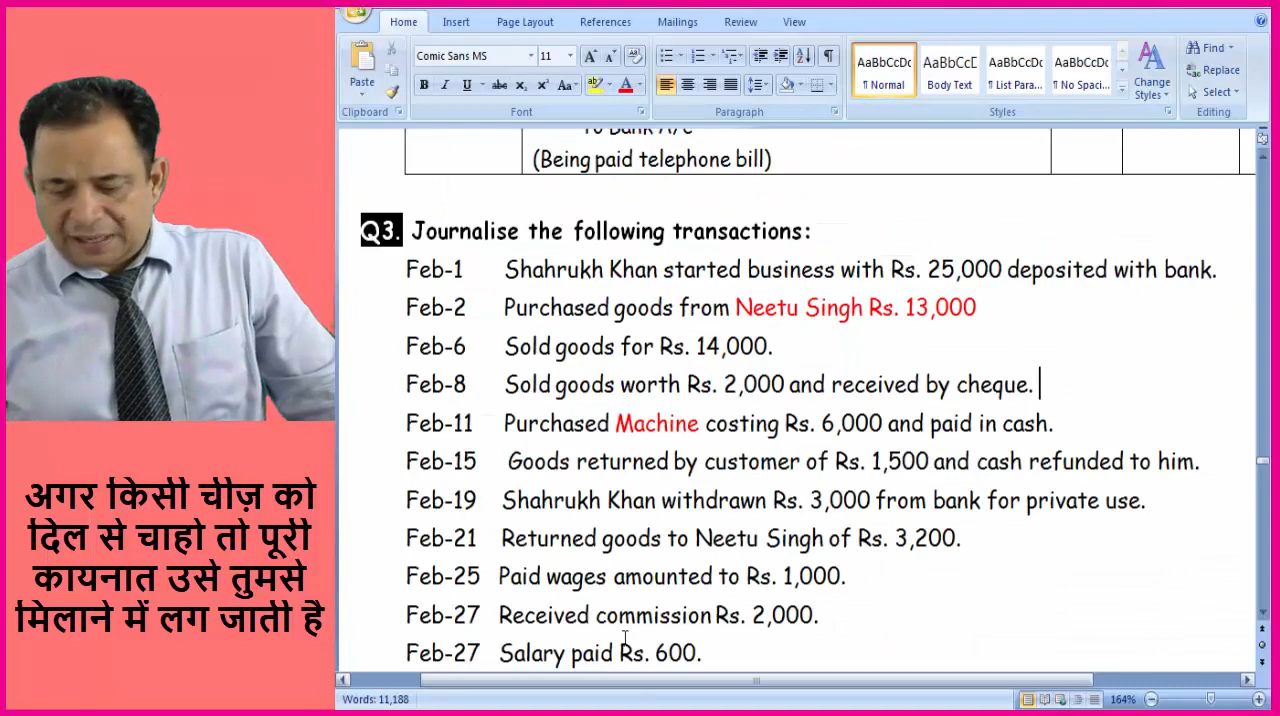 Home Insert Page Layout References Mailings Review View
Comic Sans MS 11
Paste
AaBbCcDc AaBbCcD AaBbCcDc AaBbCcDc
¶ Normal Body Text ¶ List Para... ¶ No Spaci...
Change Styles
Find
Replace
Select
Clipboard Font Paragraph Styles Editing
To Bank A/c
(Being paid telephone bill)
Q3. Journalise the following transactions:
Feb-1 Shahrukh Khan started business with Rs. 25,000 deposited with bank.
Feb-2 Purchased goods from Neetu Singh Rs. 13,000
Feb-6 Sold goods for Rs. 14,000.
Feb-8 Sold goods worth Rs. 2,000 and received by cheque.
Feb-11 Purchased Machine costing Rs. 6,000 and paid in cash.
Feb-15 Goods returned by customer of Rs. 1,500 and cash refunded to him.
Feb-19 Shahrukh Khan withdrawn Rs. 3,000 from bank for private use.
Feb-21 Returned goods to Neetu Singh of Rs. 3,200.
Feb-25 Paid wages amounted to Rs. 1,000.
Feb-27 Received commission Rs. 2,000.
Feb-27 Salary paid Rs. 600.
अगर किसी चीज़ को
दिल से चाहो तो पूरी
कायनात उसे तुमसे
मिलाने में लग जाती है
Words: 11,188
164%